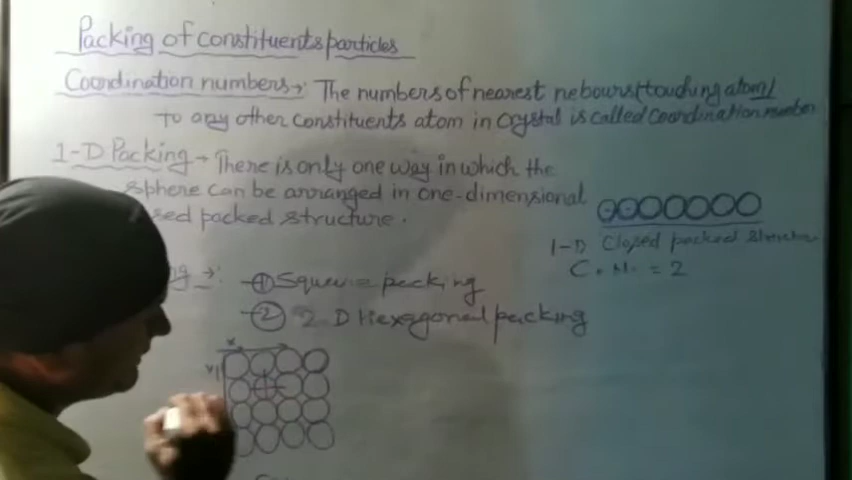 Packing of constituents particles
Coordination numbers:- The numbers of nearest nebours(touching atom)
to any other constituents atom in crystal is called coordination number
1-D Packing → There is only one way in which the
sphere can be arranged in one-dimensional
sed packed structure.
1-D Closed packed
C. N. = 2
ng →:
① Square packing
② 2-D Hexagonal packing
x
y